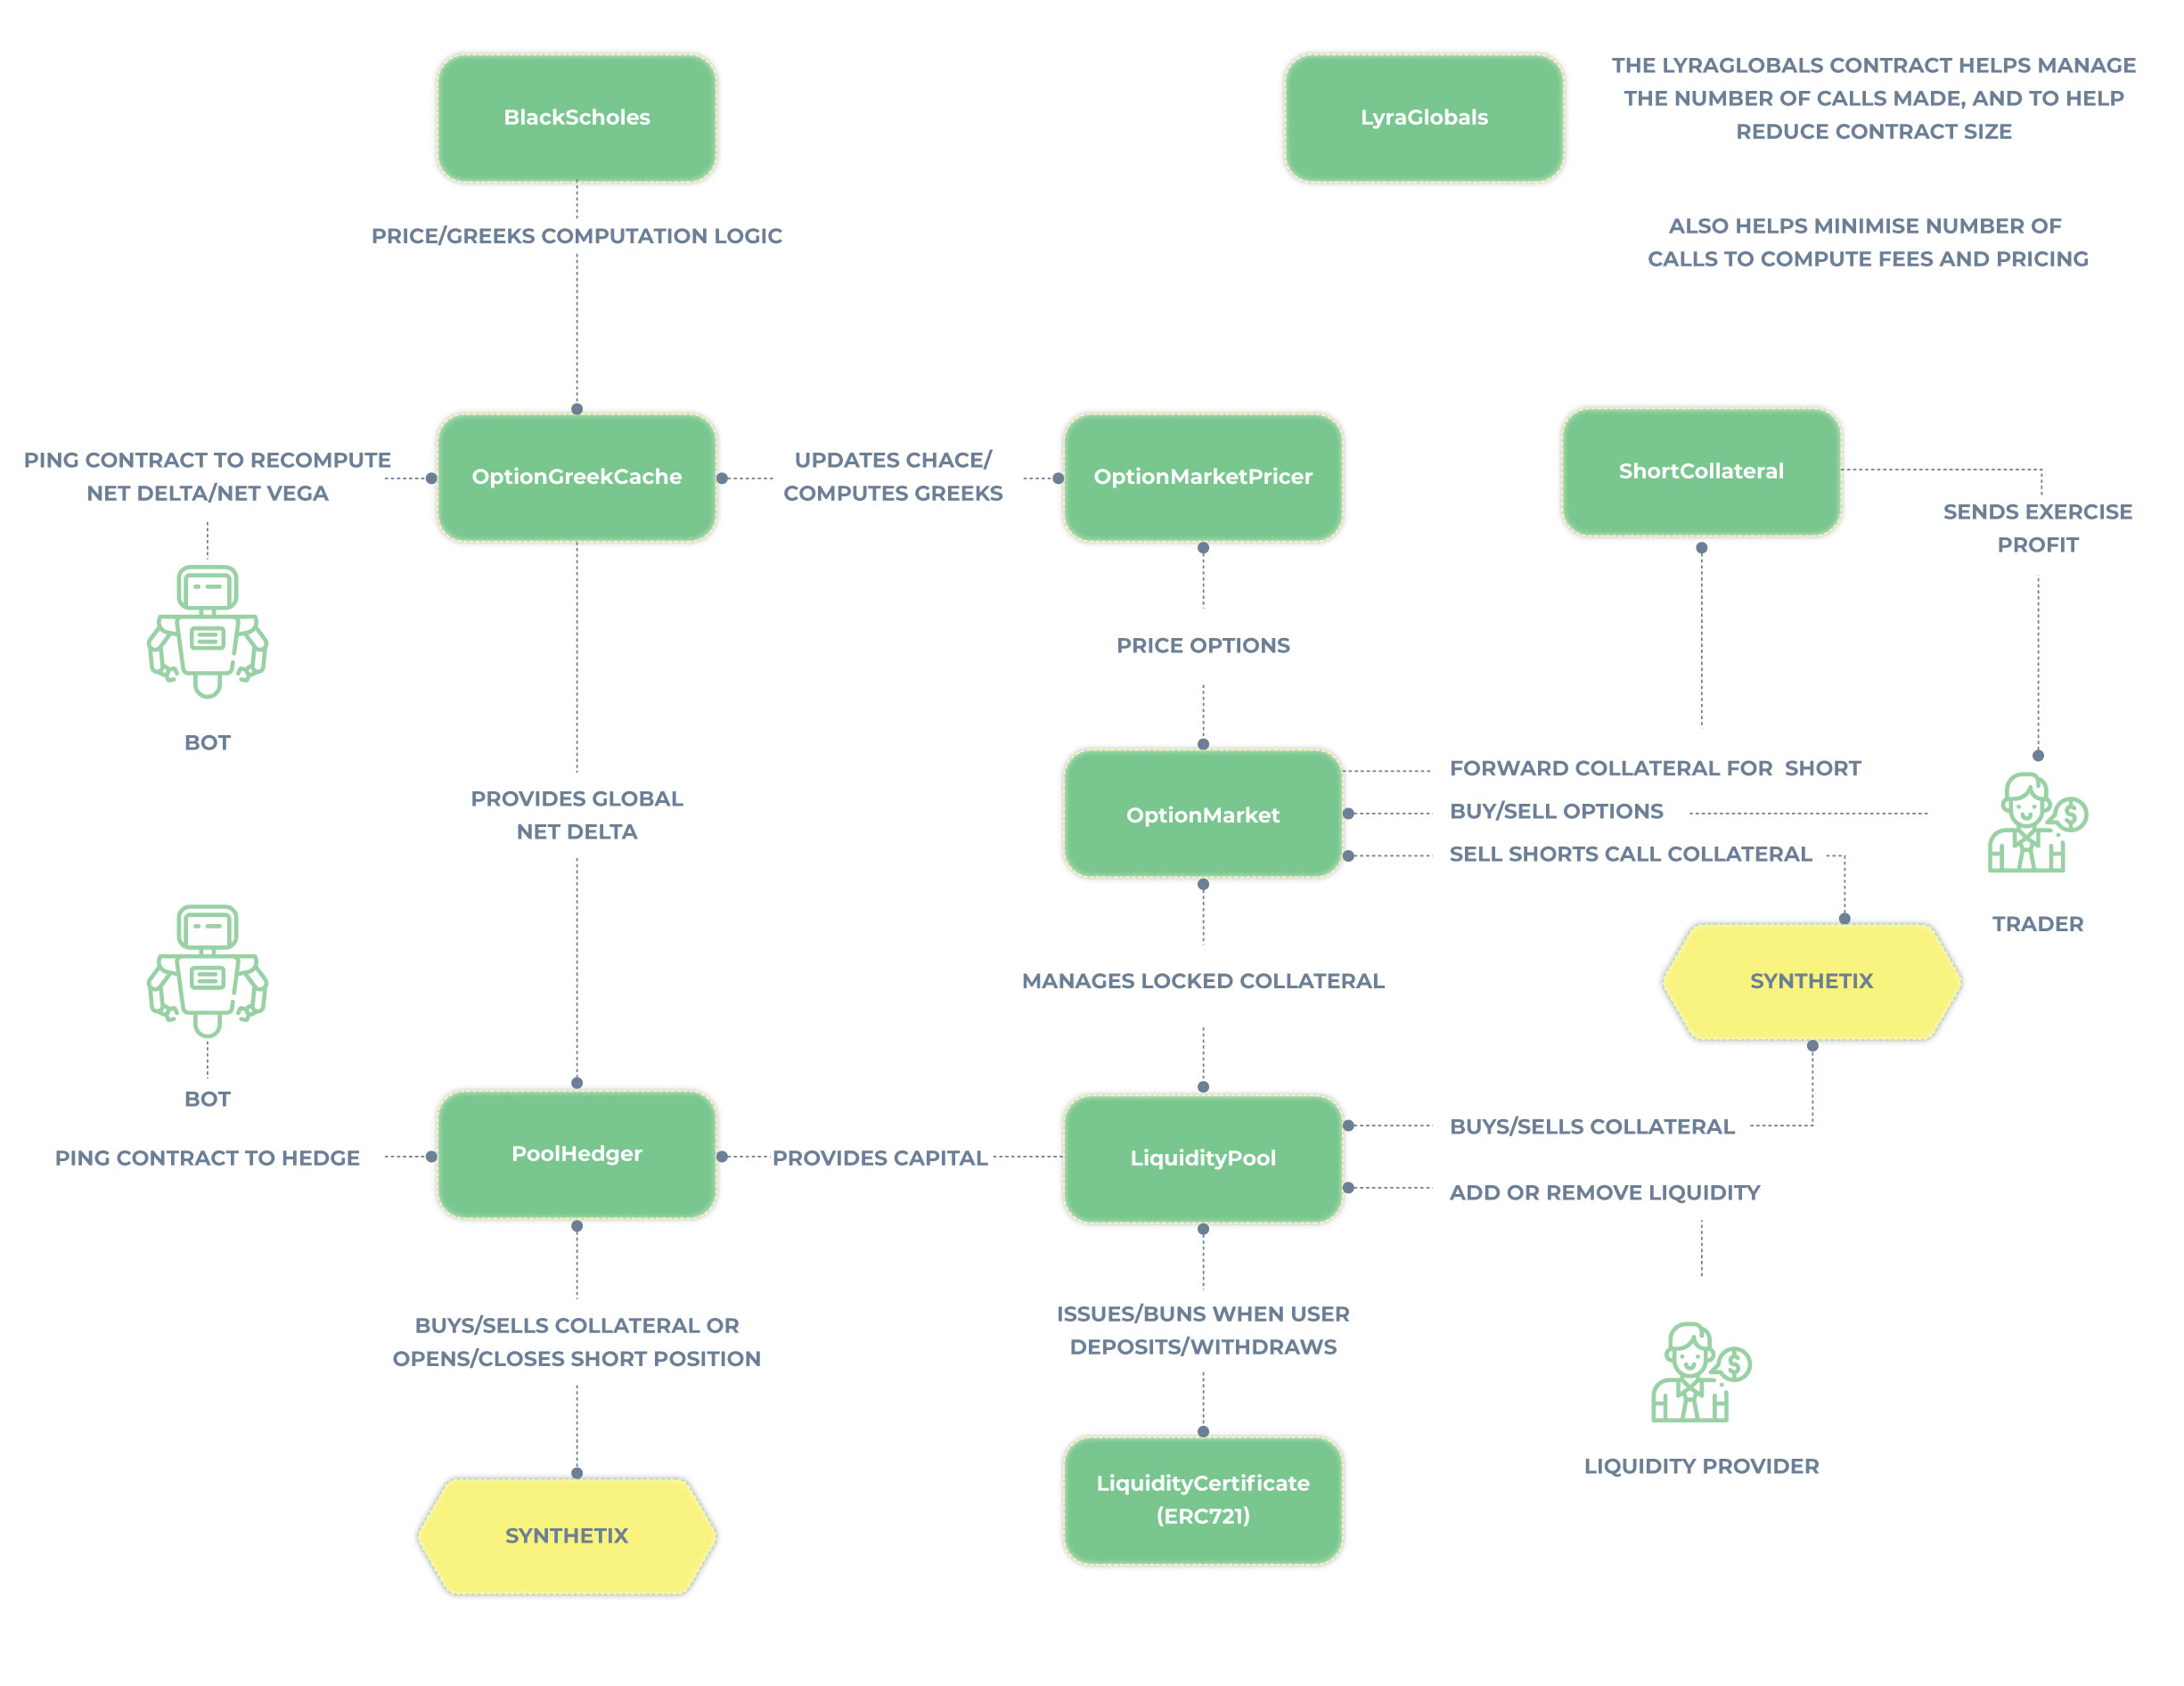 BlackScholes
LyraGlobals
THE LYRAGLOBALS CONTRACT HELPS MANAGE
THE NUMBER OF CALLS MADE, AND TO HELP
REDUCE CONTRACT SIZE
ALSO HELPS MINIMISE NUMBER OF
CALLS TO COMPUTE FEES AND PRICING
PRICE/GREEKS COMPUTATION LOGIC
PING CONTRACT TO RECOMPUTE
NET DELTA/NET VEGA
OptionGreekCache
UPDATES CHACE/
COMPUTES GREEKS
OptionMarketPricer
ShortCollateral
SENDS EXERCISE
PROFIT
BOT
PRICE OPTIONS
PROVIDES GLOBAL
NET DELTA
OptionMarket
FORWARD COLLATERAL FOR  SHORT
BUY/SELL OPTIONS
SELL SHORTS CALL COLLATERAL
TRADER
MANAGES LOCKED COLLATERAL
SYNTHETIX
BOT
PING CONTRACT TO HEDGE
PoolHedger
PROVIDES CAPITAL
LiquidityPool
BUYS/SELLS COLLATERAL
ADD OR REMOVE LIQUIDITY
BUYS/SELLS COLLATERAL OR
OPENS/CLOSES SHORT POSITION
ISSUES/BUNS WHEN USER
DEPOSITS/WITHDRAWS
LIQUIDITY PROVIDER
SYNTHETIX
LiquidityCertificate
(ERC721)